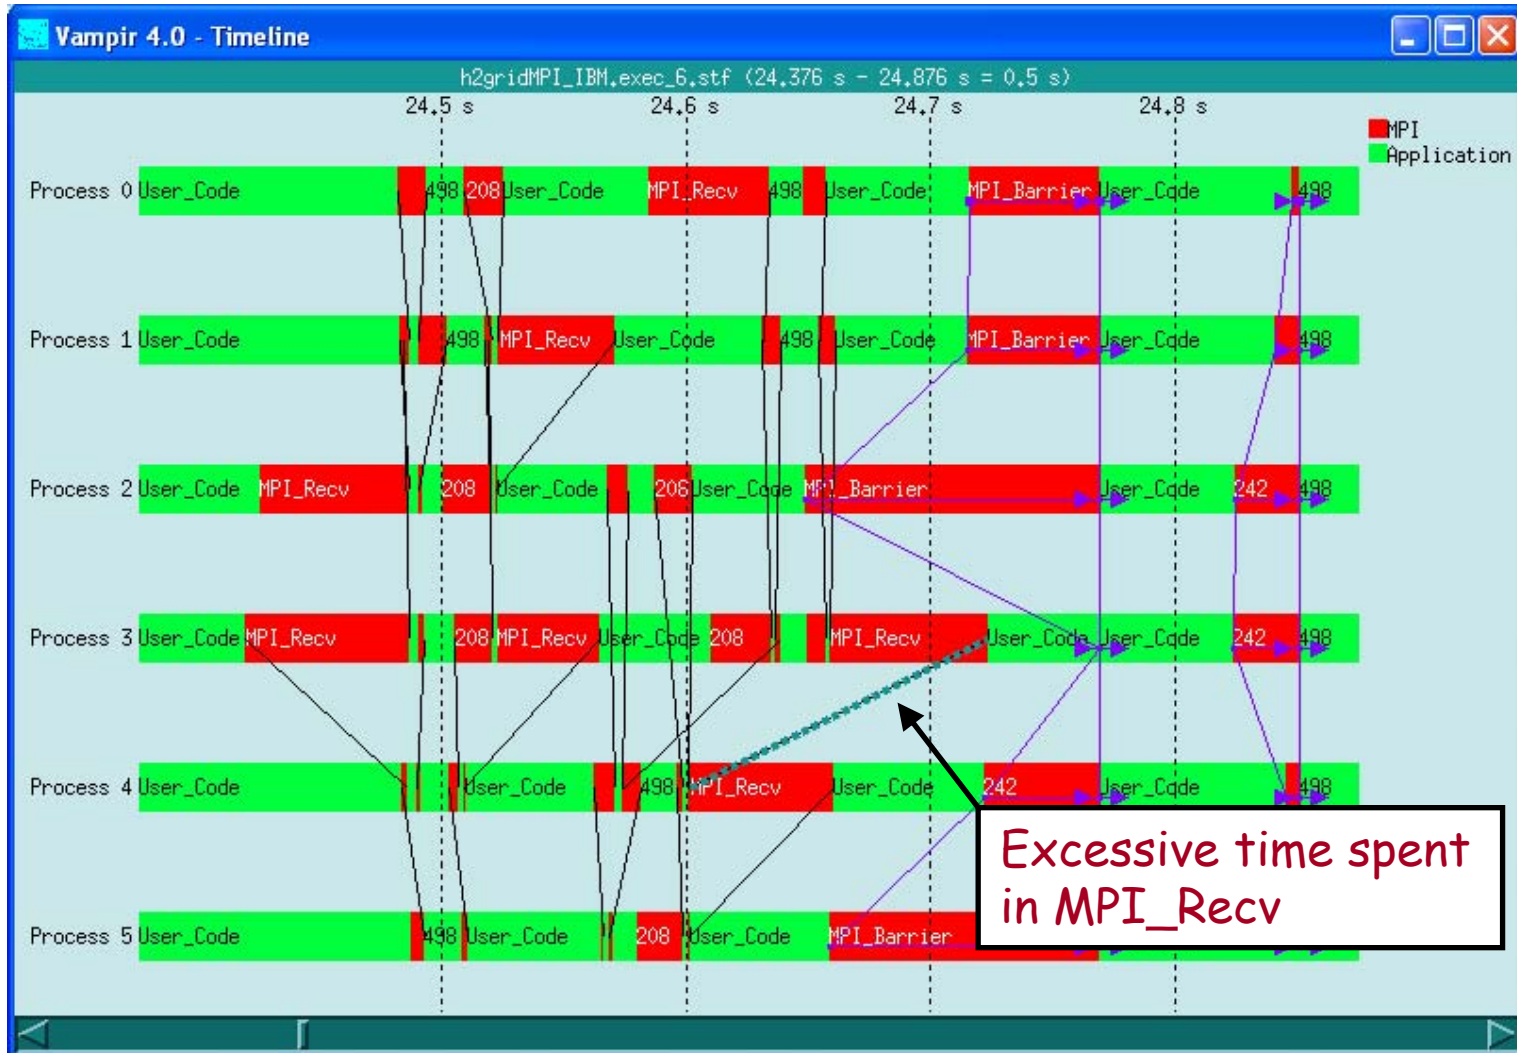 Vampir 4.0 - Timeline
h2gridMPI_IBM.exec_6.stf (24.376 s - 24.876 s = 0.5 s)
24.5 s 24.6 s 24.7 s 24.8 s
MPI
Application
Process 0 User_Code 498 208 User_Code MPI_Recv 498 User_Code MPI_Barrier User_Code 498
Process 1 User_Code 498 MPI_Recv User_Code 498 User_Code MPI_Barrier User_Code 498
Process 2 User_Code MPI_Recv 208 User_Code 206 User_Code MPI_Barrier User_Code 242 498
Process 3 User_Code MPI_Recv 208 MPI_Recv User_Code 208 MPI_Recv User_Code User_Code 242 498
Process 4 User_Code User_Code 498 MPI_Recv User_Code 242 User_Code 498
Excessive time spent
in MPI_Recv
Process 5 User_Code 498 User_Code 208 User_Code MPI_Barrier